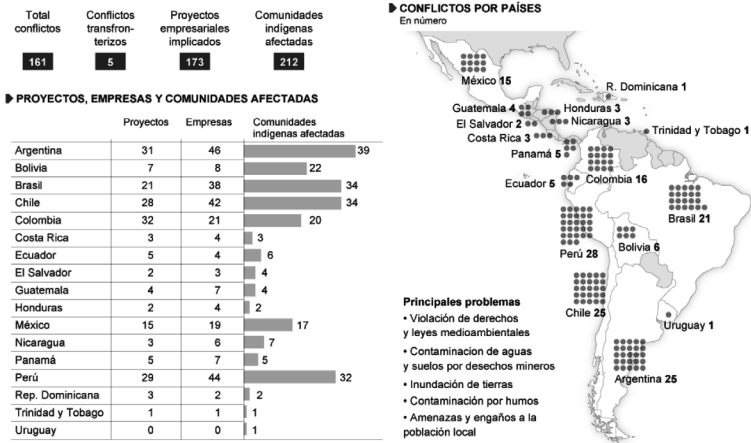 Total conflictos
161
Conflictos transfron-
terizos
5
Proyectos empresariales implicados
173
Comunidades indígenas afectadas
212
PROYECTOS, EMPRESAS Y COMUNIDADES AFECTADAS
Proyectos Empresas Comunidades indígenas afectadas
Argentina 31 46 39
Bolivia 7 8 22
Brasil 21 38 34
Chile 28 42 34
Colombia 32 21 20
Costa Rica 3 4 3
Ecuador 5 4 6
El Salvador 2 3 4
Guatemala 4 7 4
Honduras 2 4 2
México 15 19 17
Nicaragua 3 6 7
Panamá 5 7 5
Perú 29 44 32
Rep. Dominicana 3 2 2
Trinidad y Tobago 1 1 1
Uruguay 0 0 1
CONFLICTOS POR PAÍSES
En número
México 15
R. Dominicana 1
Guatemala 4
Honduras 3
El Salvador 2
Nicaragua 3
Costa Rica 3
Trinidad y Tobago 1
Panamá 5
Ecuador 5
Colombia 16
Brasil 21
Perú 28
Bolivia 6
Chile 25
Uruguay 1
Argentina 25
Principales problemas
• Violación de derechos
y leyes medioambientales
• Contaminacion de aguas
y suelos por desechos mineros
• Inundación de tierras
• Contaminación por humos
• Amenazas y engaños a la
población local